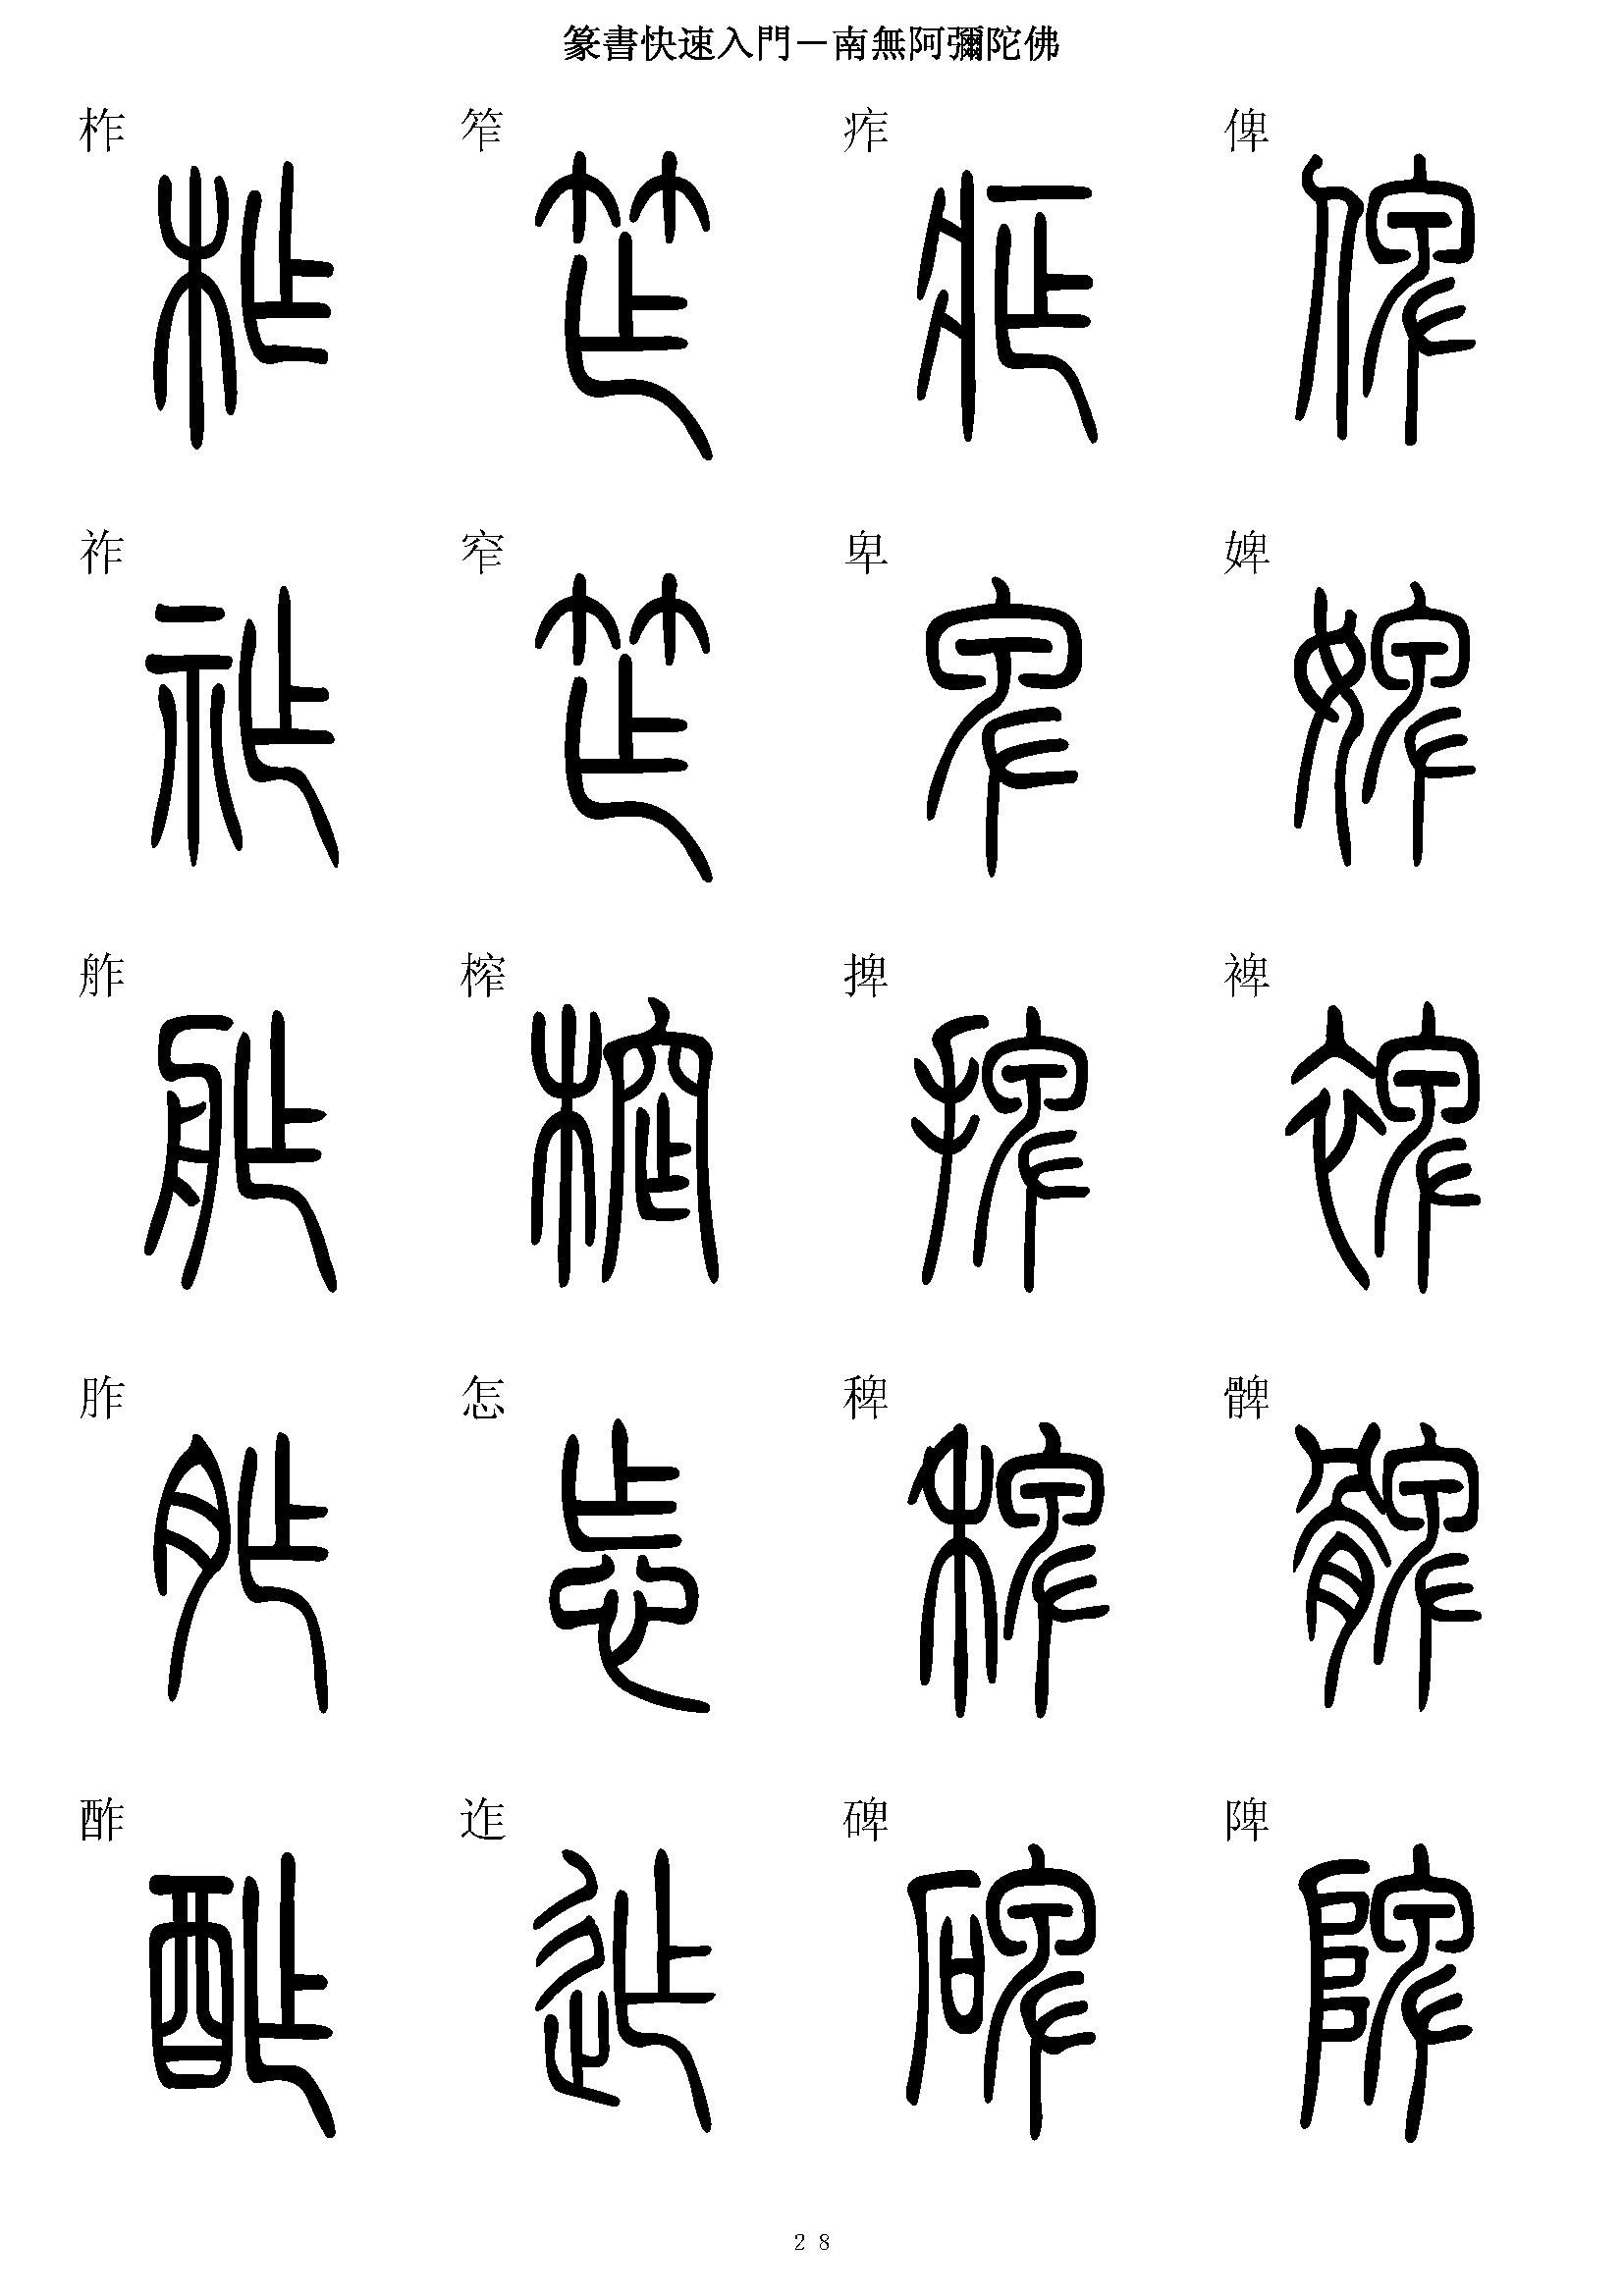 篆書快速入門－南無阿彌陀佛
柞 笮 痄 俾
祚 窄 卑 婢
舴 榨 捭 裨
胙 怎 稗 髀
酢 迮 碑 陴
28